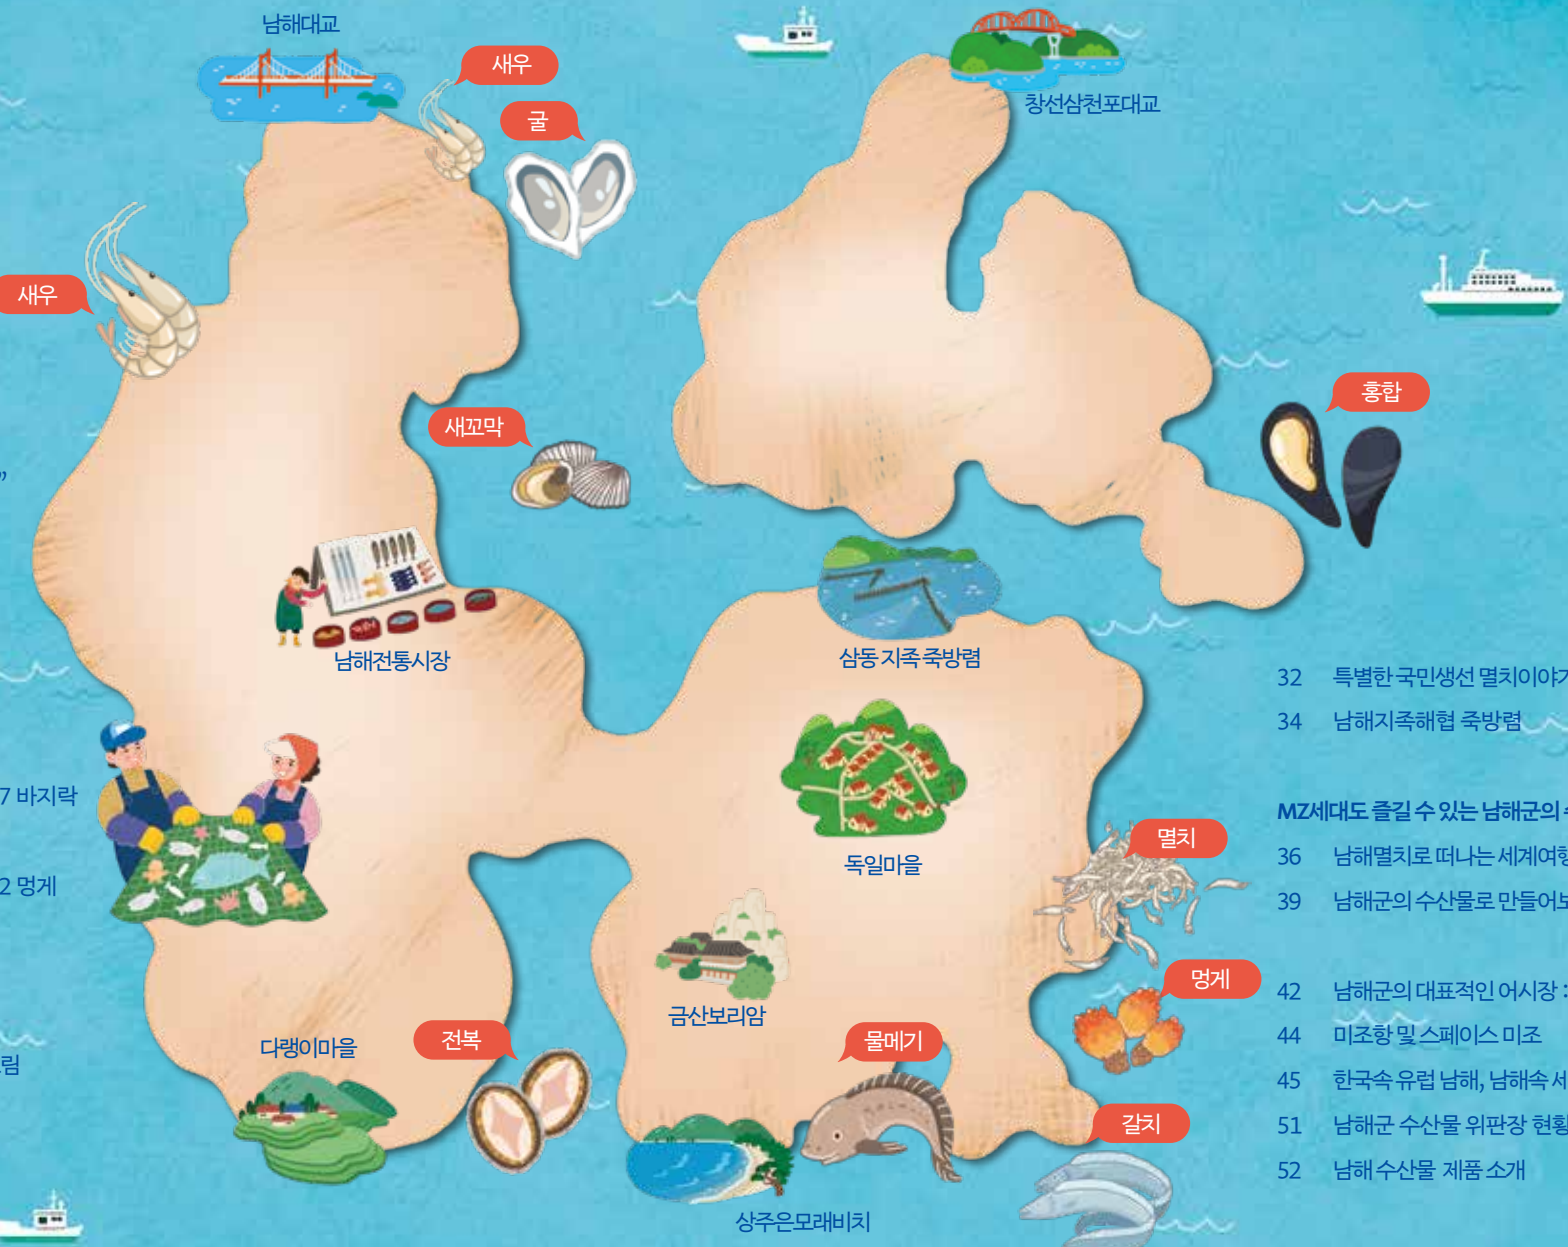 남해대교
새우
굴
창선삼천포대교
새우
홍합
새꼬막
”
남해전통시장
삼동 지족 죽방렴
32 특별한 국민생선 멸치이야기
34 남해지족해협 죽방렴
7 바지락
MZ세대도 즐길 수 있는 남해군의
멸치
독일마을
36 남해멸치로 떠나는 세계여행
2 멍게
39 남해군의 수산물로 만들어보
멍게
42 남해군의 대표적인 어시장 :
금산보리암
물메기
전복
다랭이마을
44 미조항 및 스페이스 미조
림
45 한국속 유럽 남해, 남해속 세
갈치
51 남해군 수산물 위판장 현황
52 남해 수산물 제품 소개
상주은모래비치